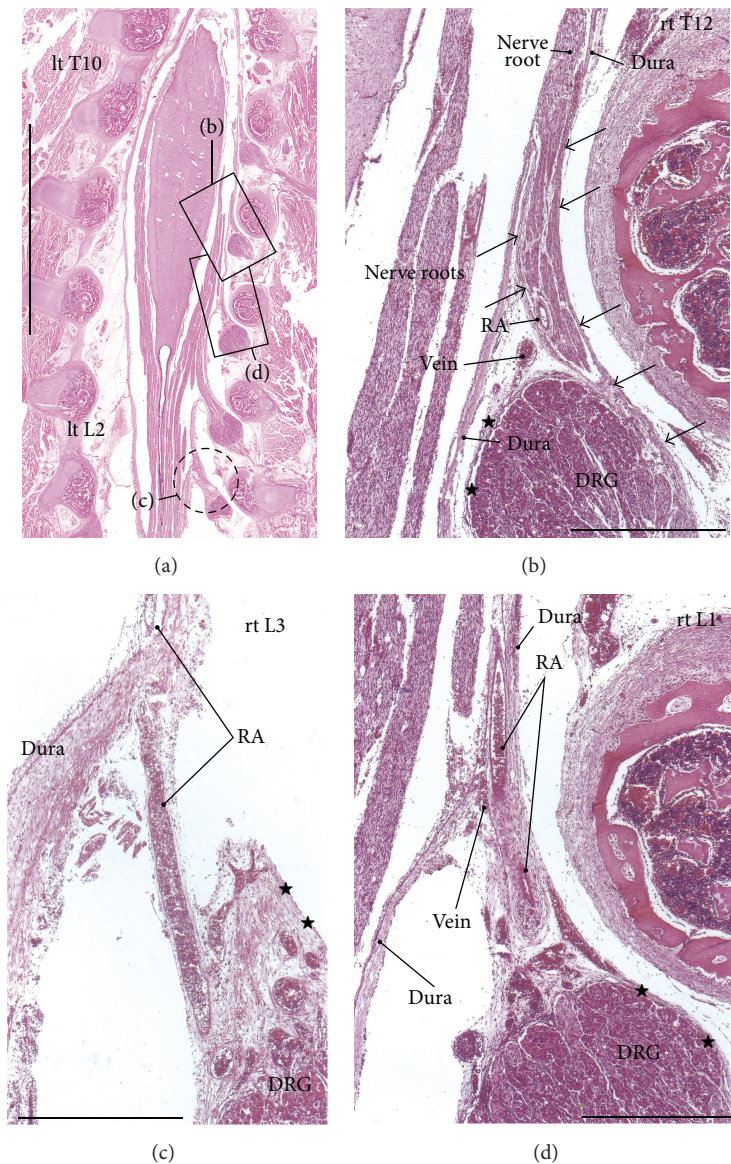 lt T10
(b)
(d)
lt L2
(c)
(a)
rt T12
Nerve
root
Dura
Nerve roots
RA
Vein
Dura
DRG
(b)
rt L3
RA
Dura
DRG
(c)
Dura
rt L1
RA
Vein
Dura
DRG
(d)